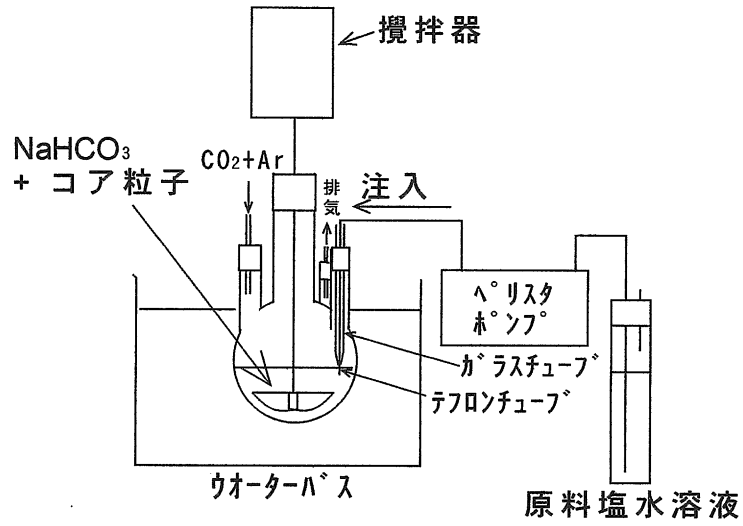 攪拌器
NaHCO₃
+ コア粒子
CO₂+Ar
排気
注入
ﾍﾟﾘｽﾀ
ﾎﾟﾝﾌﾟ
ｶﾞﾗｽﾁｭｰﾌﾞ
ﾃﾌﾛﾝﾁｭｰﾌﾞ
ｳｵｰﾀｰﾊﾞｽ
原料塩水溶液